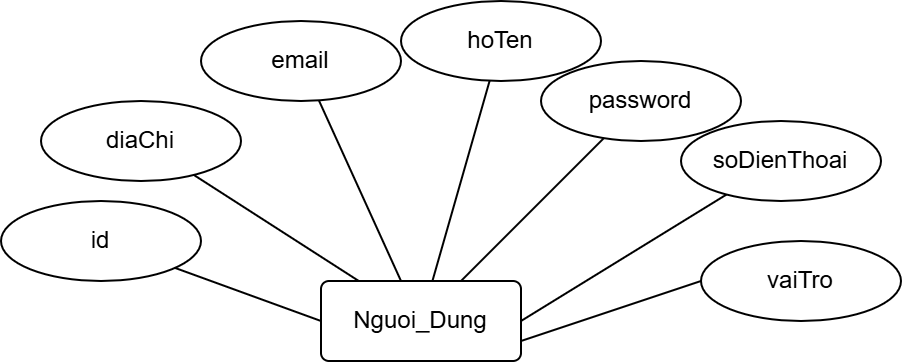 hoTen
email
password
diaChi
soDienThoai
id
vaiTro
Nguoi_Dung